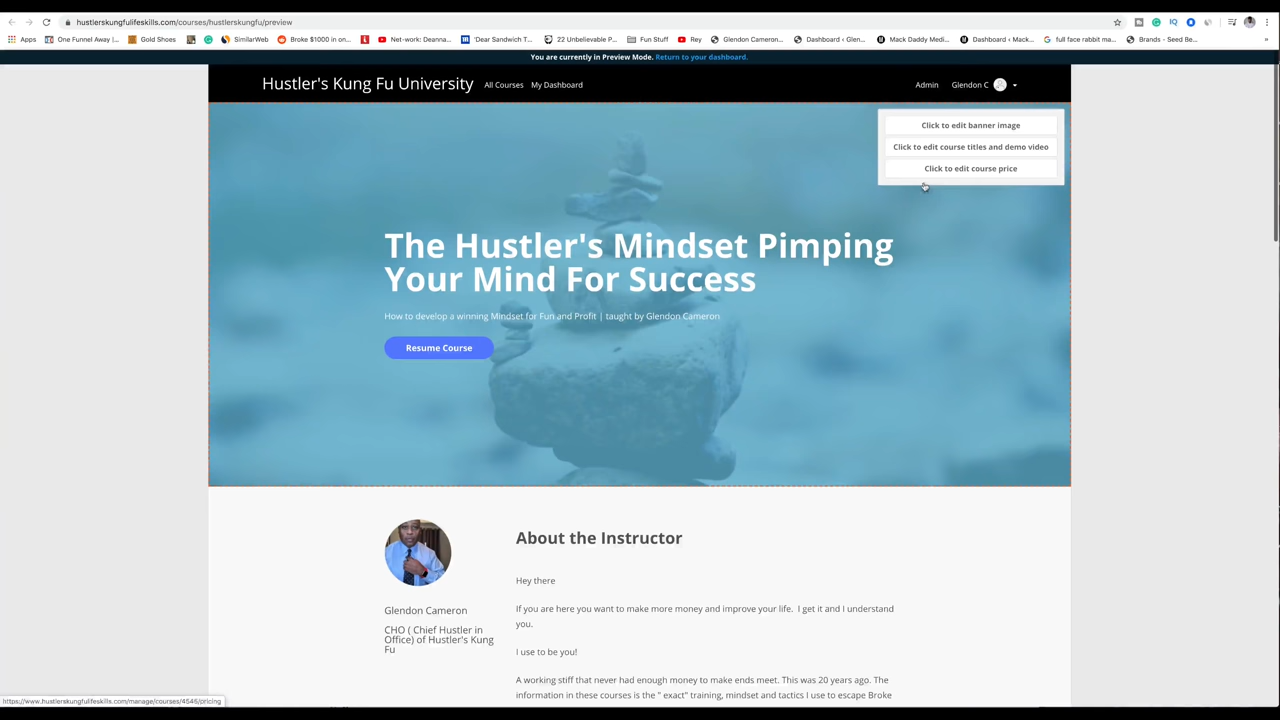 hustlerskungfulifeskills.com/courses/hustlerskungfu/preview
Apps One Funnel Away |... Gold Shoes SimilarWeb Broke $1000 in on... Net-work: Deanna... 'Dear Sandwich T... '22 Unbelievable P... Fun Stuff Rey Glendon Cameron... Dashboard ‹ Glen... Mack Daddy Medi... Dashboard ‹ Mack... full face rabbit ma... Brands - Seed Be... »
You are currently in Preview Mode. Return to your dashboard.
Hustler's Kung Fu University All Courses My Dashboard Admin Glendon C
Click to edit banner image
Click to edit course titles and demo video
Click to edit course price
The Hustler's Mindset Pimping
Your Mind For Success
How to develop a winning Mindset for Fun and Profit | taught by Glendon Cameron
Resume Course
About the Instructor
Hey there
Glendon Cameron
CHO ( Chief Hustler in
Office) of Hustler's Kung
Fu
If you are here you want to make more money and improve your life. I get it and I understand
you.
I use to be you!
A working stiff that never had enough money to make ends meet. This was 20 years ago. The
information in these courses is the " exact" training, mindset and tactics I use to escape Broke
https://www.hustlerskungfulifeskills.com/manage/courses/4546/pricing